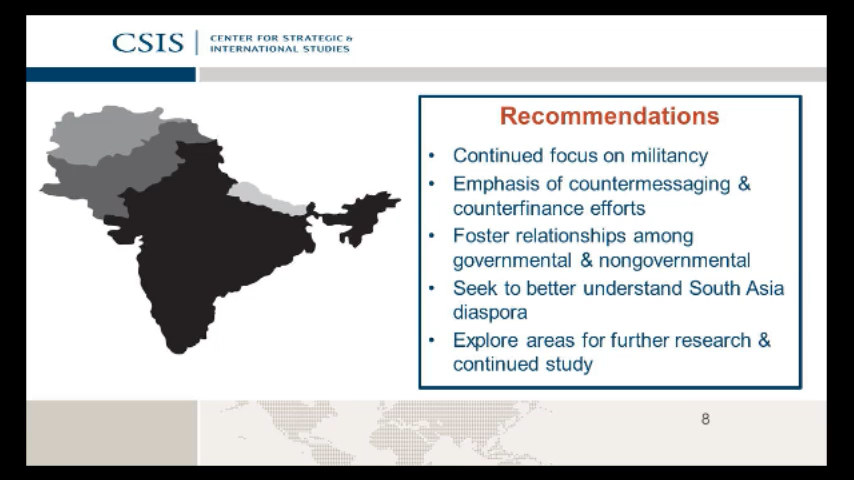 CSIS
CENTER FOR STRATEGIC &
INTERNATIONAL STUDIES
Recommendations
• Continued focus on militancy
• Emphasis of countermessaging &
counterfinance efforts
• Foster relationships among
governmental & nongovernmental
• Seek to better understand South Asia
diaspora
• Explore areas for further research &
continued study
8